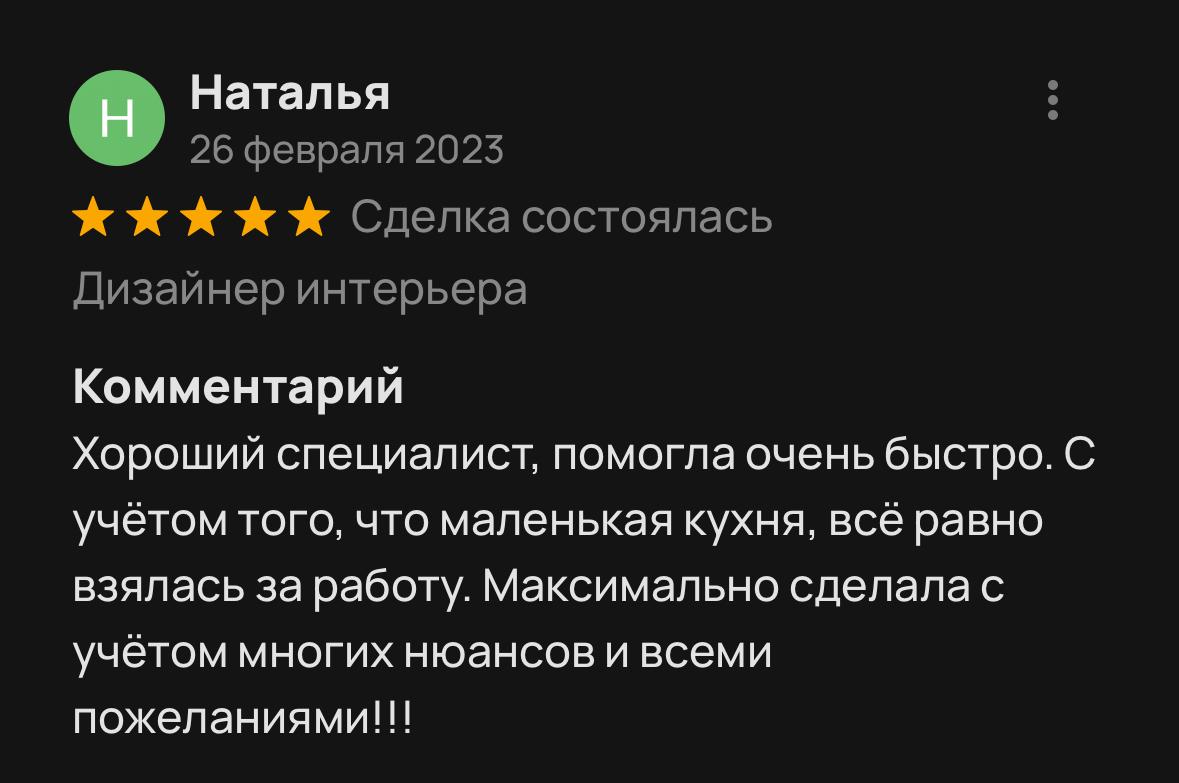 Н
Наталья
26 февраля 2023
Сделка состоялась
Дизайнер интерьера
Комментарий
Хороший специалист, помогла очень быстро. С
учётом того, что маленькая кухня, всё равно
взялась за работу. Максимально сделала с
учётом многих нюансов и всеми
пожеланиями!!!